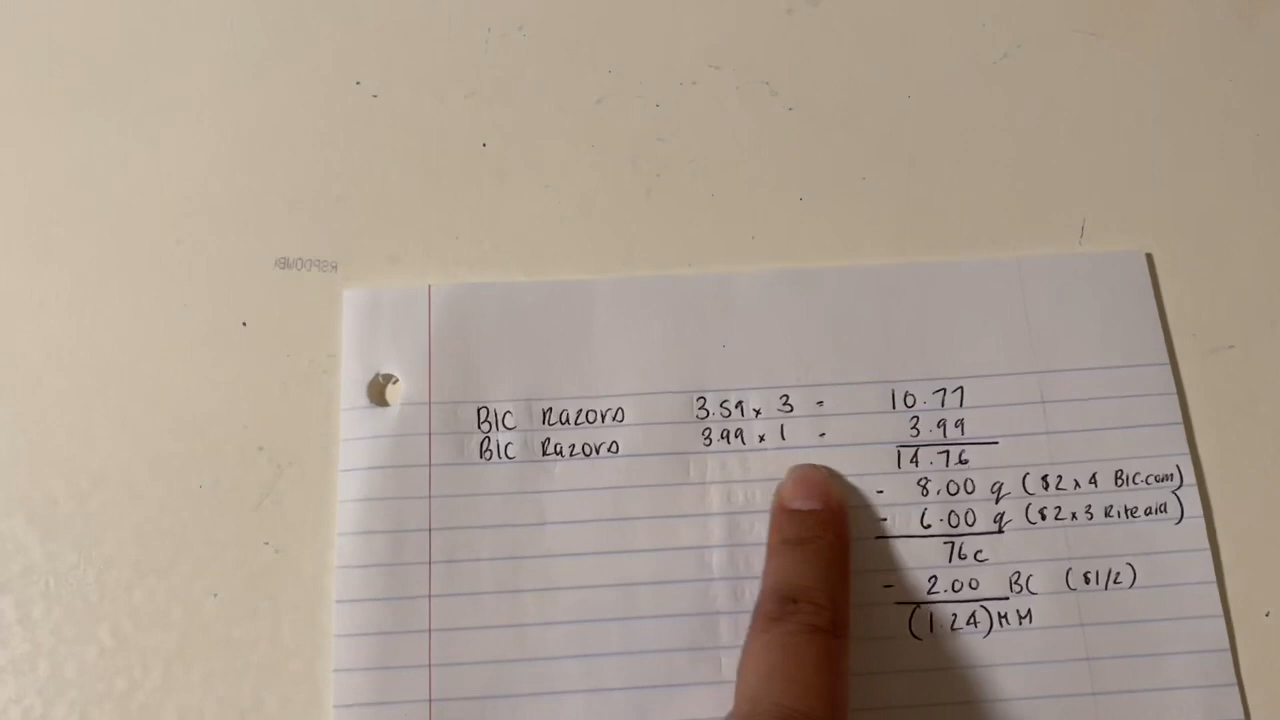 BIC Razors 3.59 x 3 = 10.77
BIC Razors 3.99 x 1 - 3.99
14.76
- 8.00 q ($2 x 4 BIC.com)
- 6.00 q ($2 x 3 Rite aid)
76c
- 2.00 BC ($1/2)
(1.24) MM